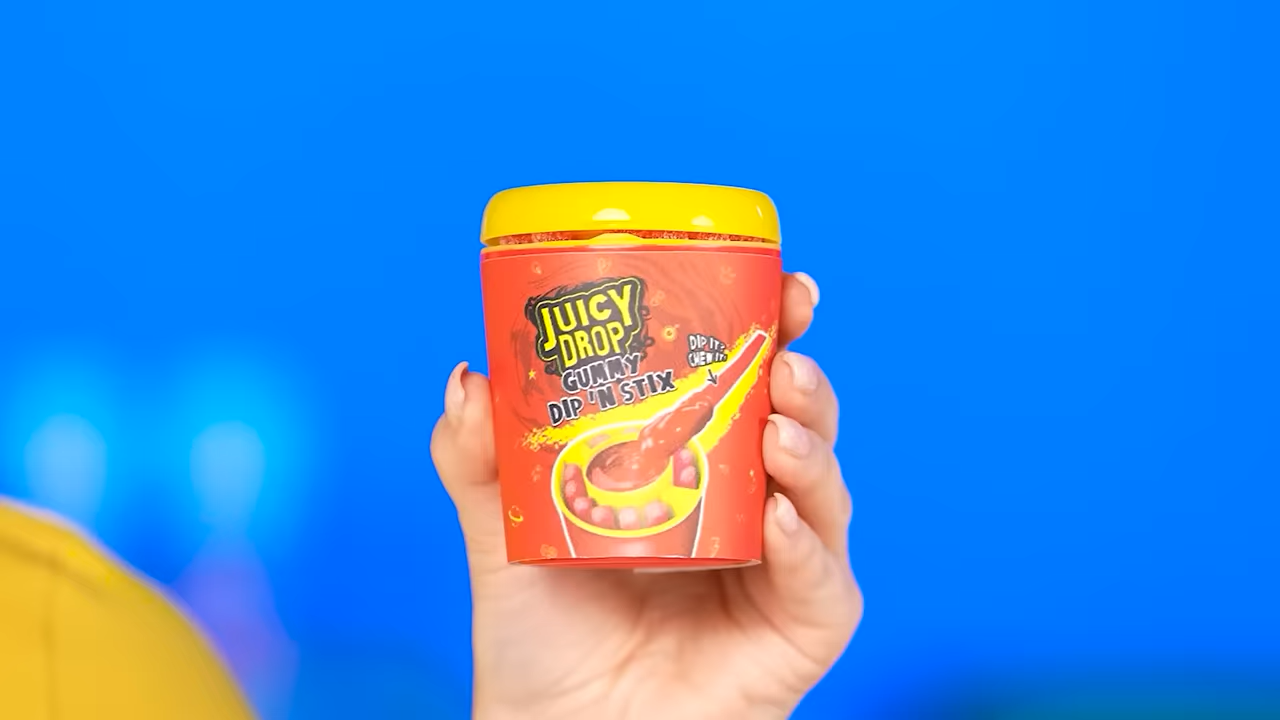 JUICY
DROP
GUMMY
DIP 'N STIX
DIP IT?
CHEW IT!